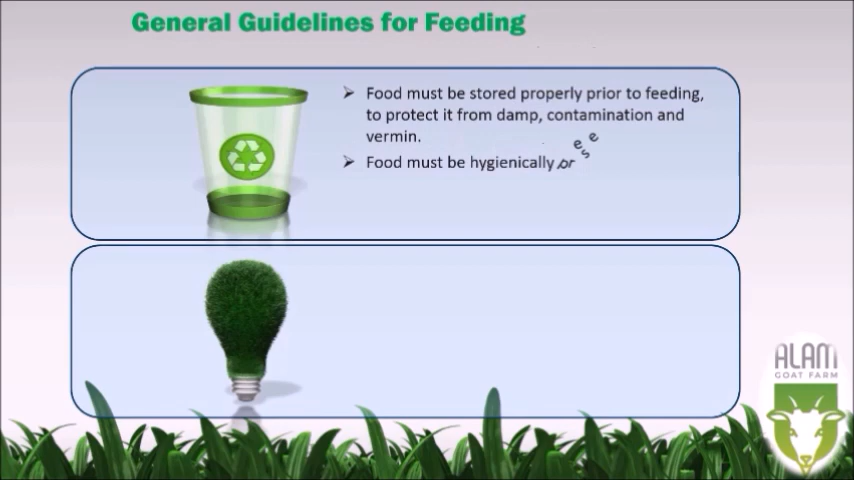 General Guidelines for Feeding
➤ Food must be stored properly prior to feeding,
to protect it from damp, contamination and
vermin.
➤ Food must be hygienically
ALAM
GOAT FARM